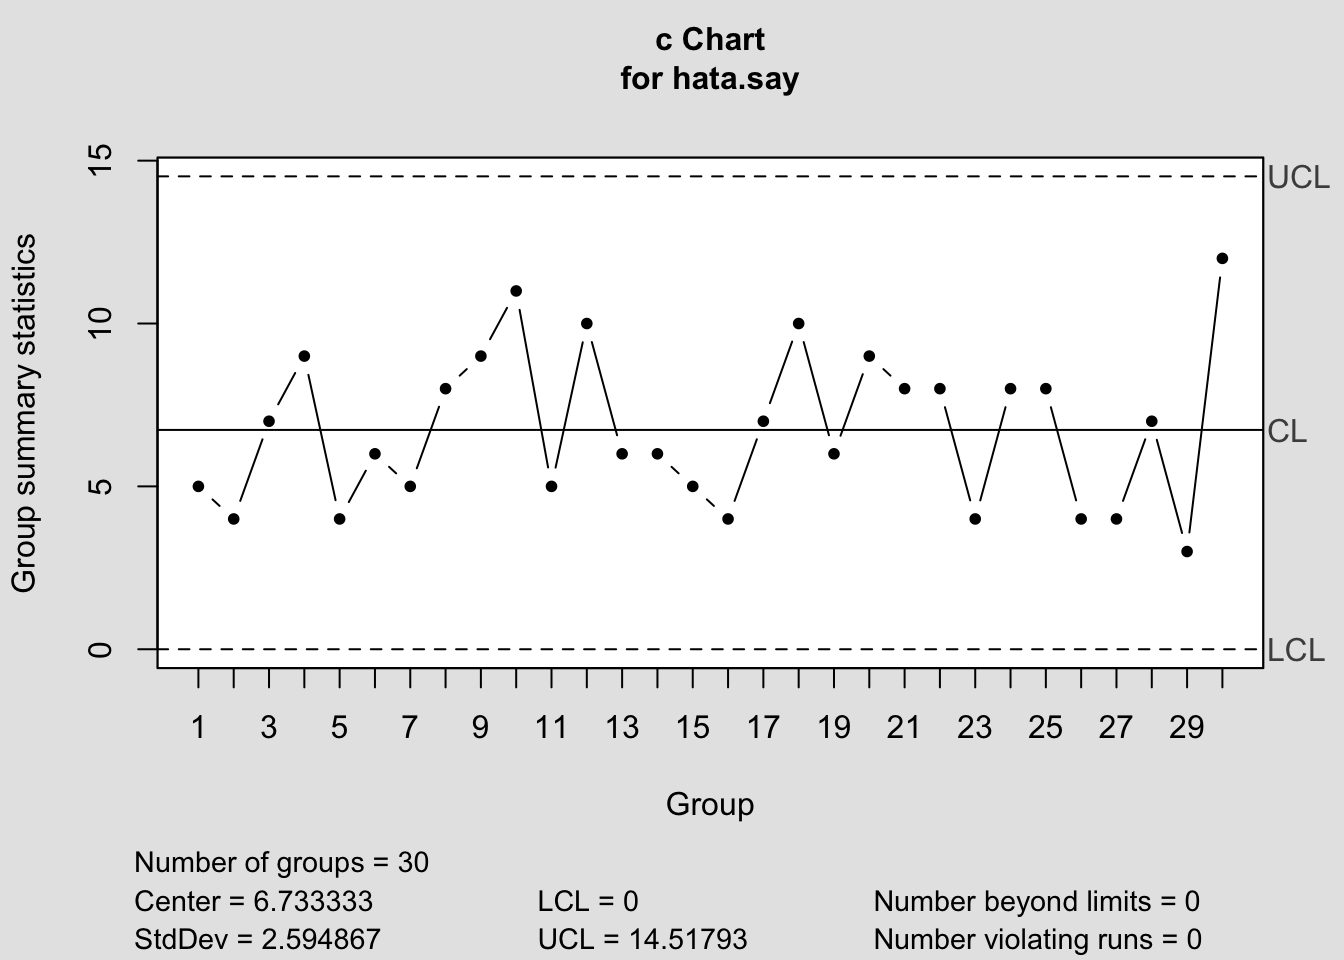 c Chart
for hata.say
Group summary statistics
15
10
5
0
UCL
CL
LCL
1 3 5 7 9 11 13 15 17 19 21 23 25 27 29
Group
Number of groups = 30
Center = 6.733333 LCL = 0 Number beyond limits = 0
StdDev = 2.594867 UCL = 14.51793 Number violating runs = 0